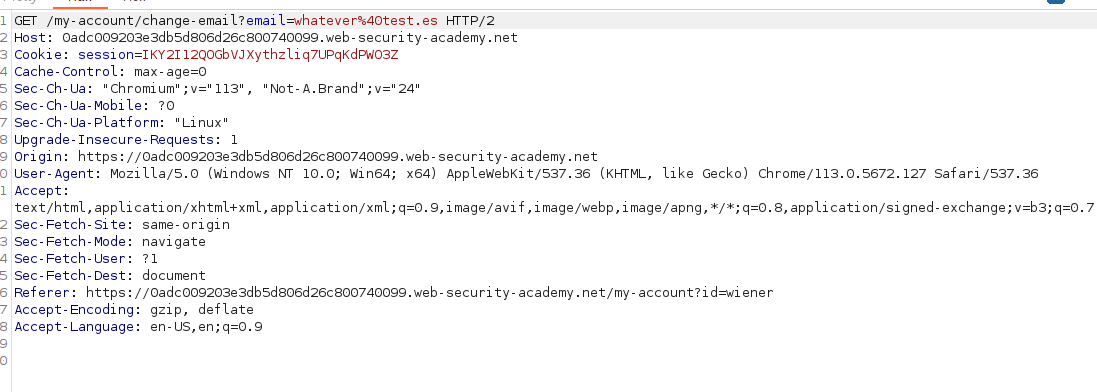 1 GET /my-account/change-email?email=whatever%40test.es HTTP/2
2 Host: 0adc009203e3db5d806d26c800740099.web-security-academy.net
3 Cookie: session=IKY2I12QOGbVJXythzliq7UPqKdPWO3Z
4 Cache-Control: max-age=0
5 Sec-Ch-Ua: "Chromium";v="113", "Not-A.Brand";v="24"
6 Sec-Ch-Ua-Mobile: ?0
7 Sec-Ch-Ua-Platform: "Linux"
8 Upgrade-Insecure-Requests: 1
9 Origin: https://0adc009203e3db5d806d26c800740099.web-security-academy.net
0 User-Agent: Mozilla/5.0 (Windows NT 10.0; Win64; x64) AppleWebKit/537.36 (KHTML, like Gecko) Chrome/113.0.5672.127 Safari/537.36
1 Accept:
text/html,application/xhtml+xml,application/xml;q=0.9,image/avif,image/webp,image/apng,*/*;q=0.8,application/signed-exchange;v=b3;q=0.7
2 Sec-Fetch-Site: same-origin
3 Sec-Fetch-Mode: navigate
4 Sec-Fetch-User: ?1
5 Sec-Fetch-Dest: document
6 Referer: https://0adc009203e3db5d806d26c800740099.web-security-academy.net/my-account?id=wiener
7 Accept-Encoding: gzip, deflate
8 Accept-Language: en-US,en;q=0.9
9
0